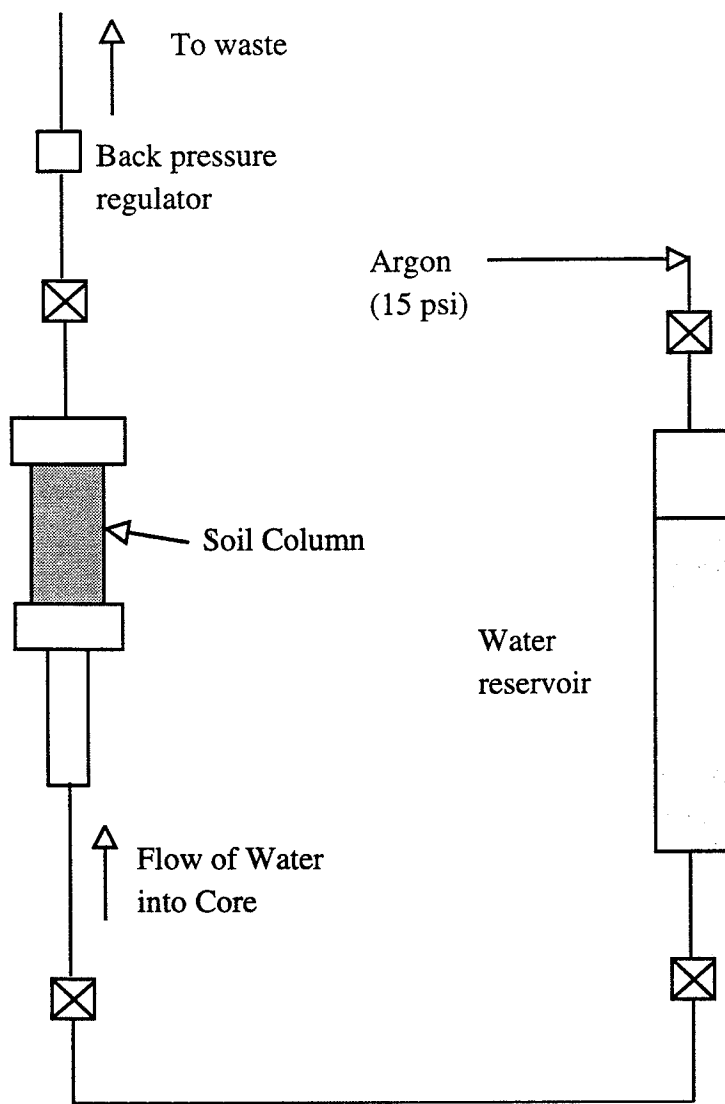 To waste
Back pressure
regulator
Argon
(15 psi)
Soil Column
Water
reservoir
Flow of Water
into Core